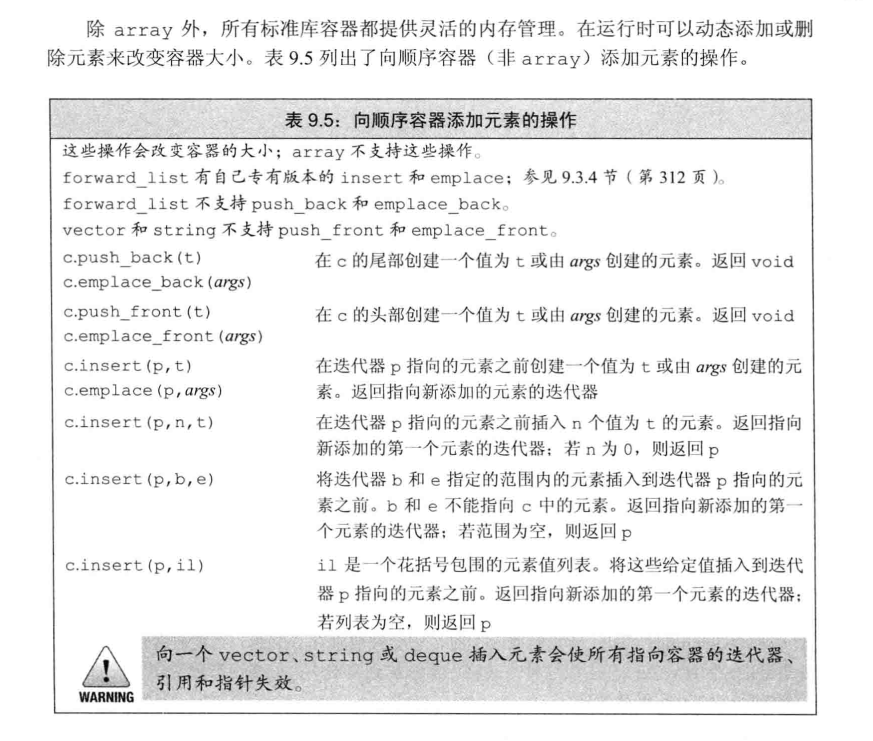 除 array 外，所有标准库容器都提供灵活的内存管理。在运行时可以动态添加或删
除元素来改变容器大小。表 9.5 列出了向顺序容器（非 array）添加元素的操作。
表 9.5：向顺序容器添加元素的操作
这些操作会改变容器的大小；array 不支持这些操作。
forward_list 有自己专有版本的 insert 和 emplace；参见 9.3.4 节（第 312 页）。
forward_list 不支持 push_back 和 emplace_back。
vector 和 string 不支持 push_front 和 emplace_front。
c.push_back(t) 在 c 的尾部创建一个值为 t 或由 args 创建的元素。返回 void
c.emplace_back(args)
c.push_front(t) 在 c 的头部创建一个值为 t 或由 args 创建的元素。返回 void
c.emplace_front(args)
c.insert(p,t) 在迭代器 p 指向的元素之前创建一个值为 t 或由 args 创建的元
c.emplace(p,args) 素。返回指向新添加的元素的迭代器
c.insert(p,n,t) 在迭代器 p 指向的元素之前插入 n 个值为 t 的元素。返回指向
新添加的第一个元素的迭代器；若 n 为 0，则返回 p
c.insert(p,b,e) 将迭代器 b 和 e 指定的范围内的元素插入到迭代器 p 指向的元
素之前。b 和 e 不能指向 c 中的元素。返回指向新添加的第一
个元素的迭代器；若范围为空，则返回 p
c.insert(p,il) il 是一个花括号包围的元素值列表。将这些给定值插入到迭代
器 p 指向的元素之前。返回指向新添加的第一个元素的迭代器；
若列表为空，则返回 p
向一个 vector、string 或 deque 插入元素会使所有指向容器的迭代器、
引用和指针失效。
WARNING